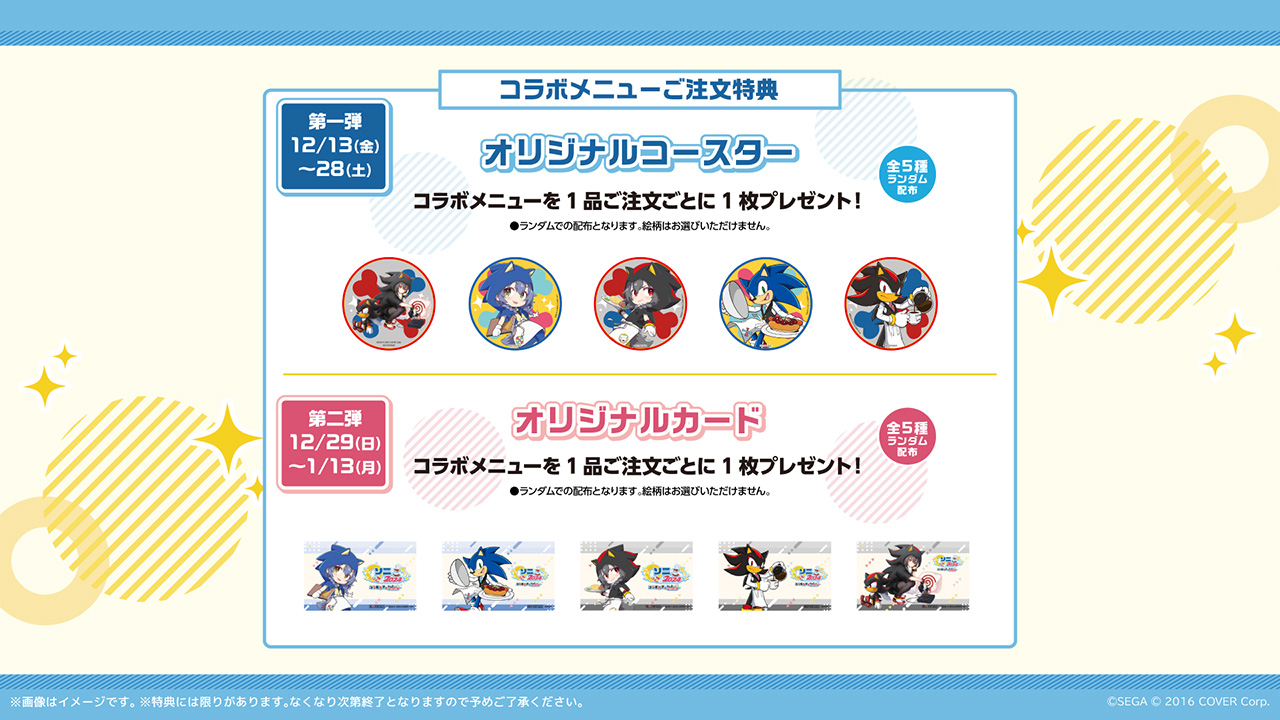 コラボメニューご注文特典
第一弾
12/13(金)
～28(土)
オリジナルコースター
全5種
ランダム
配布
コラボメニューを1品ご注文ごとに1枚プレゼント!
●ランダムでの配布となります。絵柄はお選びいただけません。
第二弾
12/29(日)
～1/13(月)
オリジナルカード
全5種
ランダム
配布
コラボメニューを1品ご注文ごとに1枚プレゼント!
●ランダムでの配布となります。絵柄はお選びいただけません。
※画像はイメージです。 ※特典には限りがあります。なくなり次第終了となりますので予めご了承ください。
©SEGA © 2016 COVER Corp.